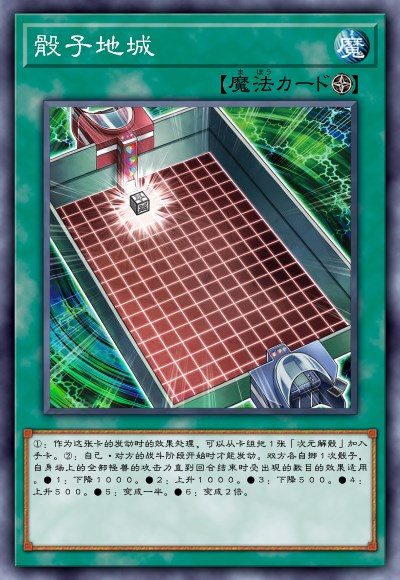 骰子地城
魔
【魔法カード】
まほう
①：作为这张卡的发动时的效果处理，可以从卡组把1张「次元解骰」加入
手卡。②：自己·对方的战斗阶段开始时才能发动。双方各自掷1次骰子，
自身场上的全部怪兽的攻击力直到回合结束时受出现的数目的效果适用
。●1：下降1000。●2：上升1000。●3：下降500。●4：
上升500。●5：变成一半。●6：变成2倍。